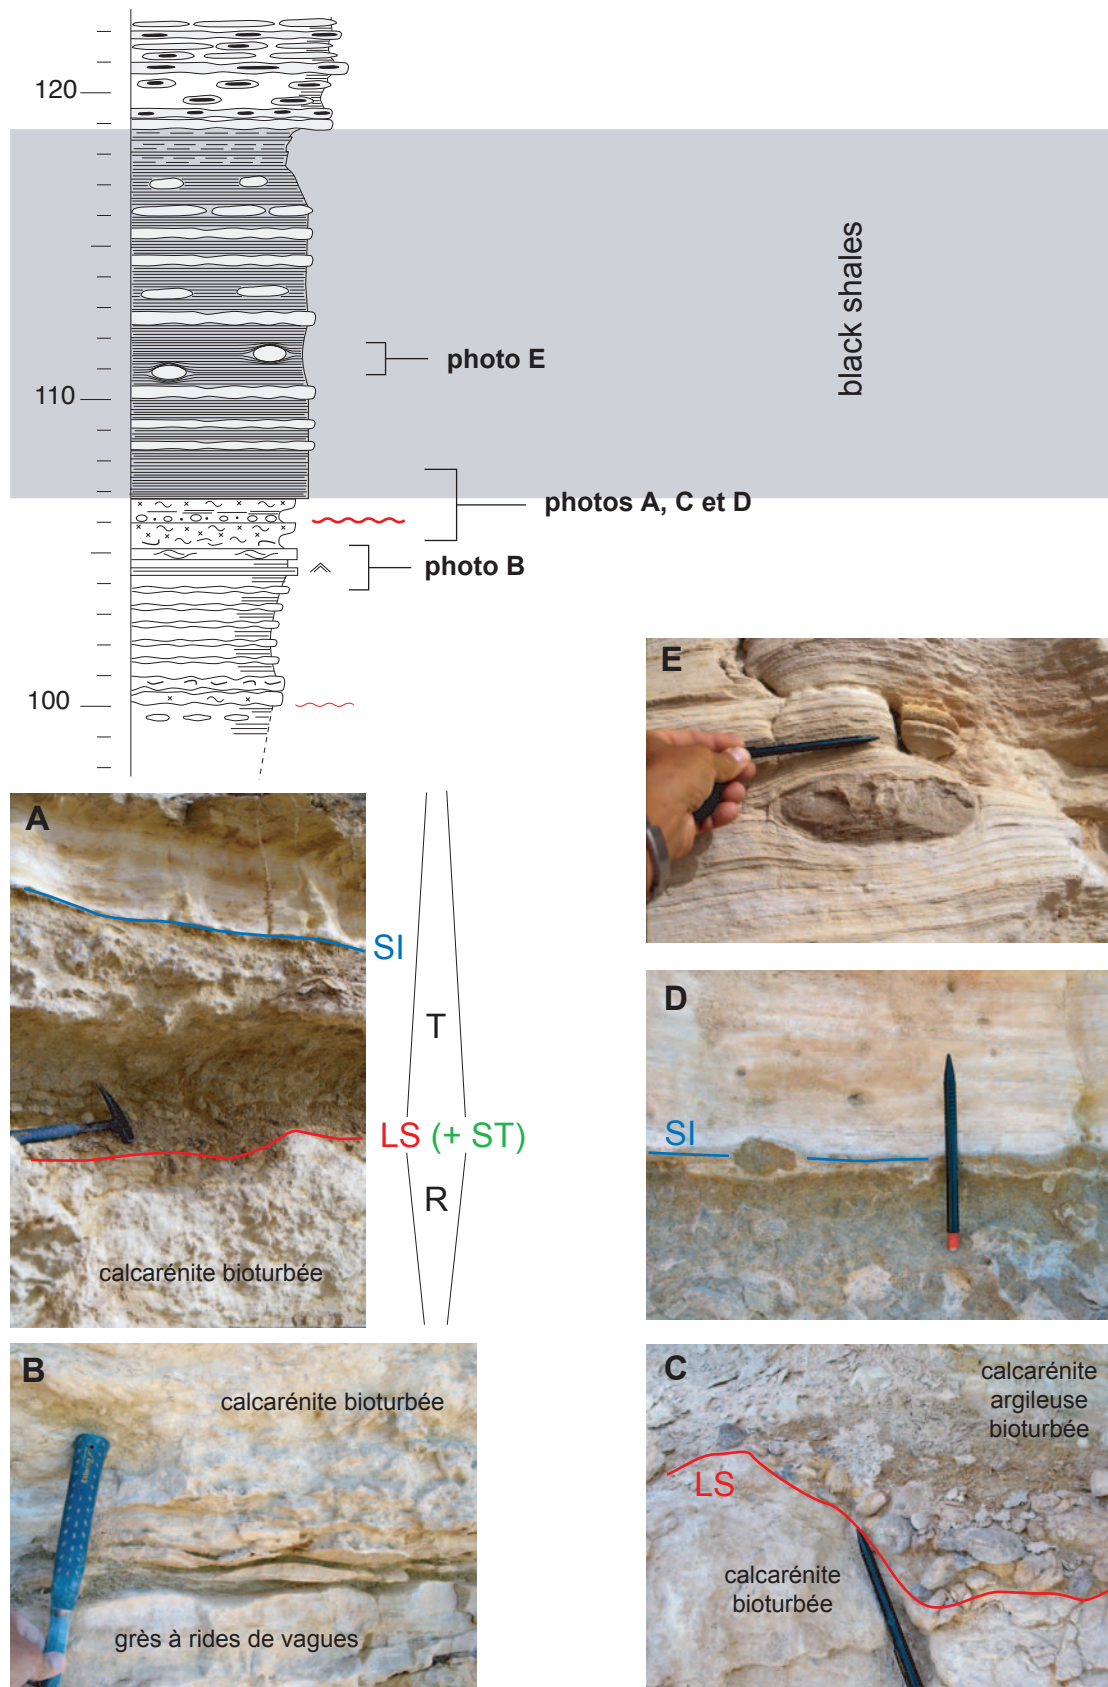 120
110
100
black shales
photo E
photos A, C et D
photo B
A
SI
T
LS (+ ST)
R
calcarénite bioturbée
B
calcarénite bioturbée
grès à rides de vagues
E
D
SI
C
calcarénite
argileuse
bioturbée
LS
calcarénite
bioturbée